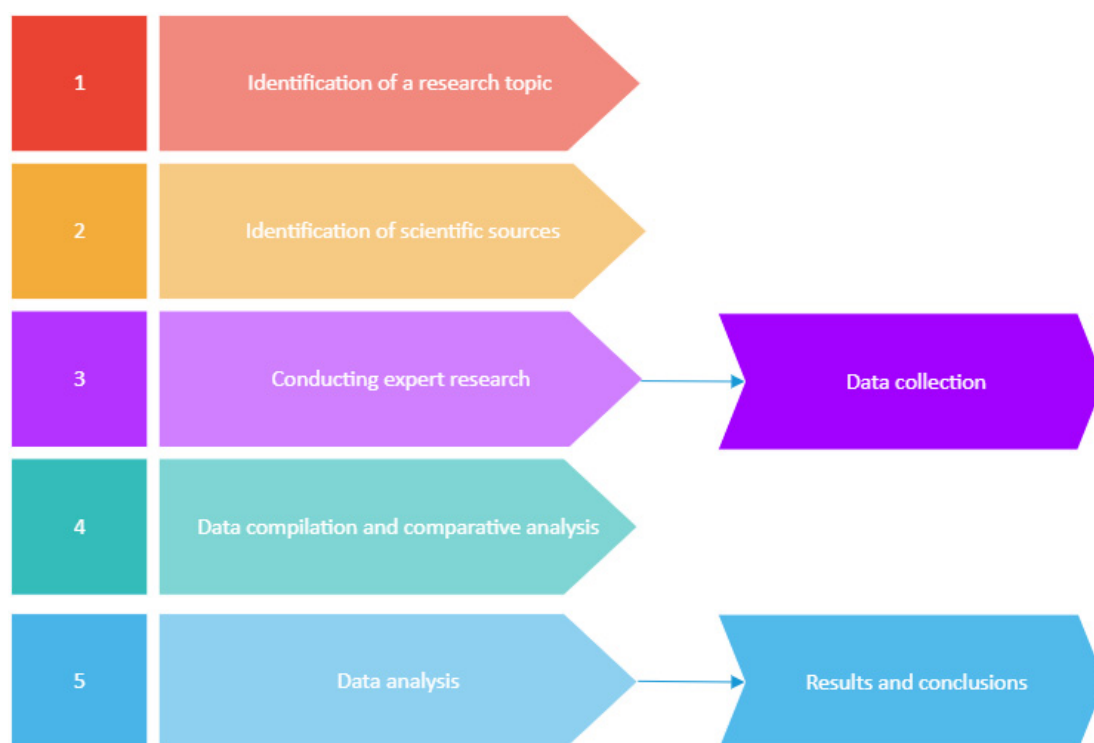 1
Identification of a research topic
2
Identification of scientific sources
3
Conducting expert research
Data collection
4
Data compilation and comparative analysis
5
Data analysis
Results and conclusions